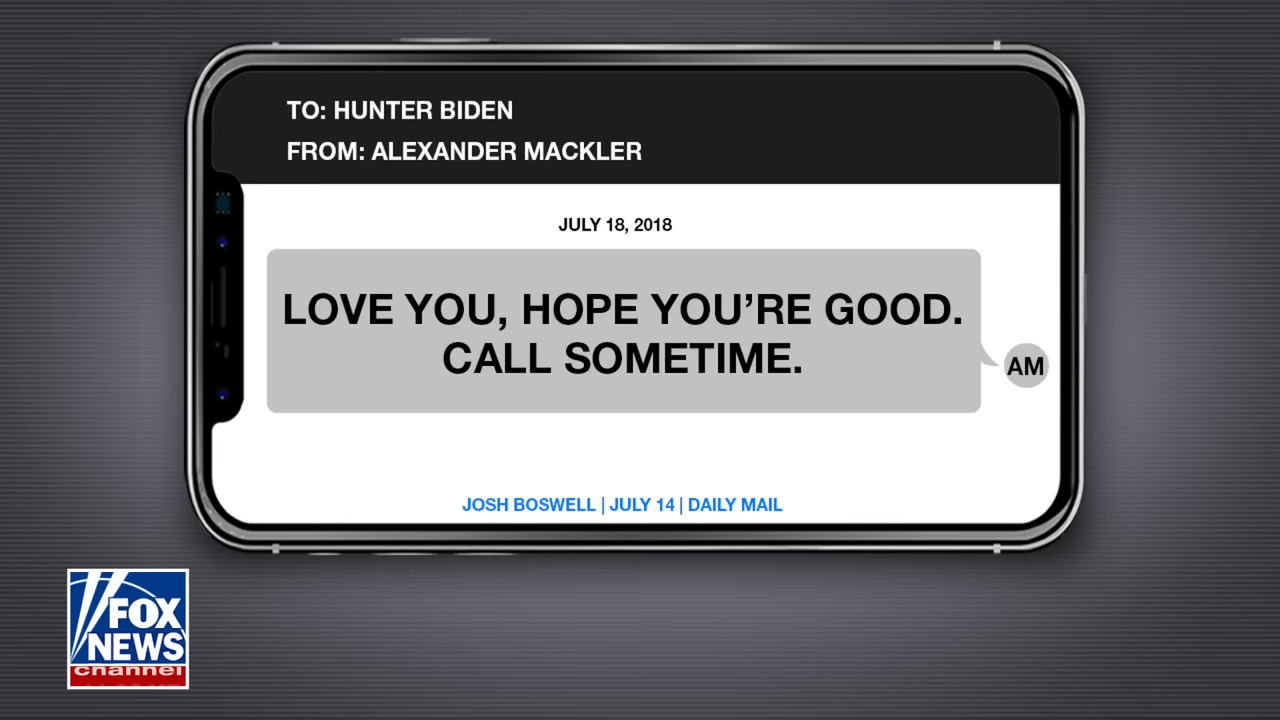 TO: HUNTER BIDEN
FROM: ALEXANDER MACKLER
JULY 18, 2018
LOVE YOU, HOPE YOU’RE GOOD.
CALL SOMETIME.
AM
JOSH BOSWELL | JULY 14 | DAILY MAIL
FOX
NEWS
channel